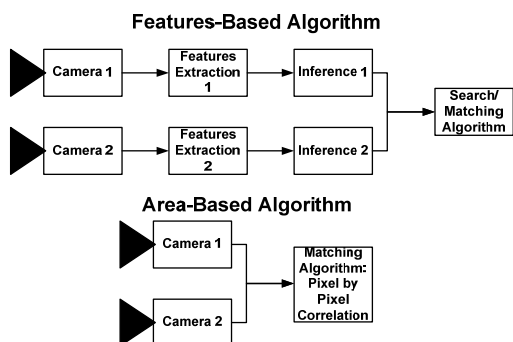 Features-Based Algorithm
Camera 1
Features
Extraction
1
Inference 1
Search/
Matching
Algorithm
Camera 2
Features
Extraction
2
Inference 2
Area-Based Algorithm
Camera 1
Matching
Algorithm:
Pixel by
Pixel
Correlation
Camera 2